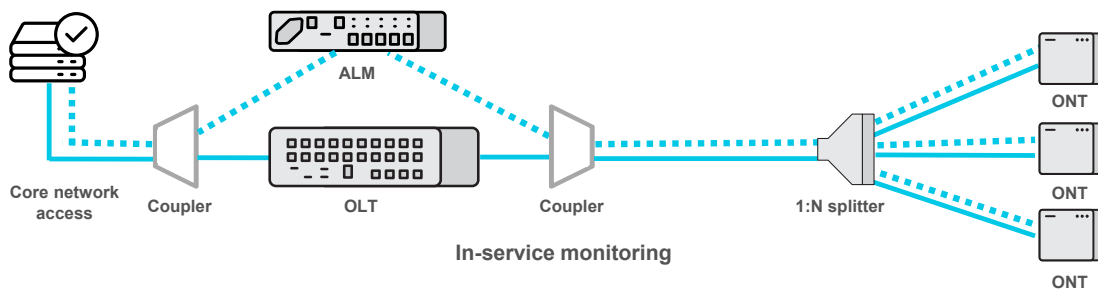 ALM
ONT
Core network
access
Coupler
OLT
Coupler
1:N splitter
ONT
In-service monitoring
ONT